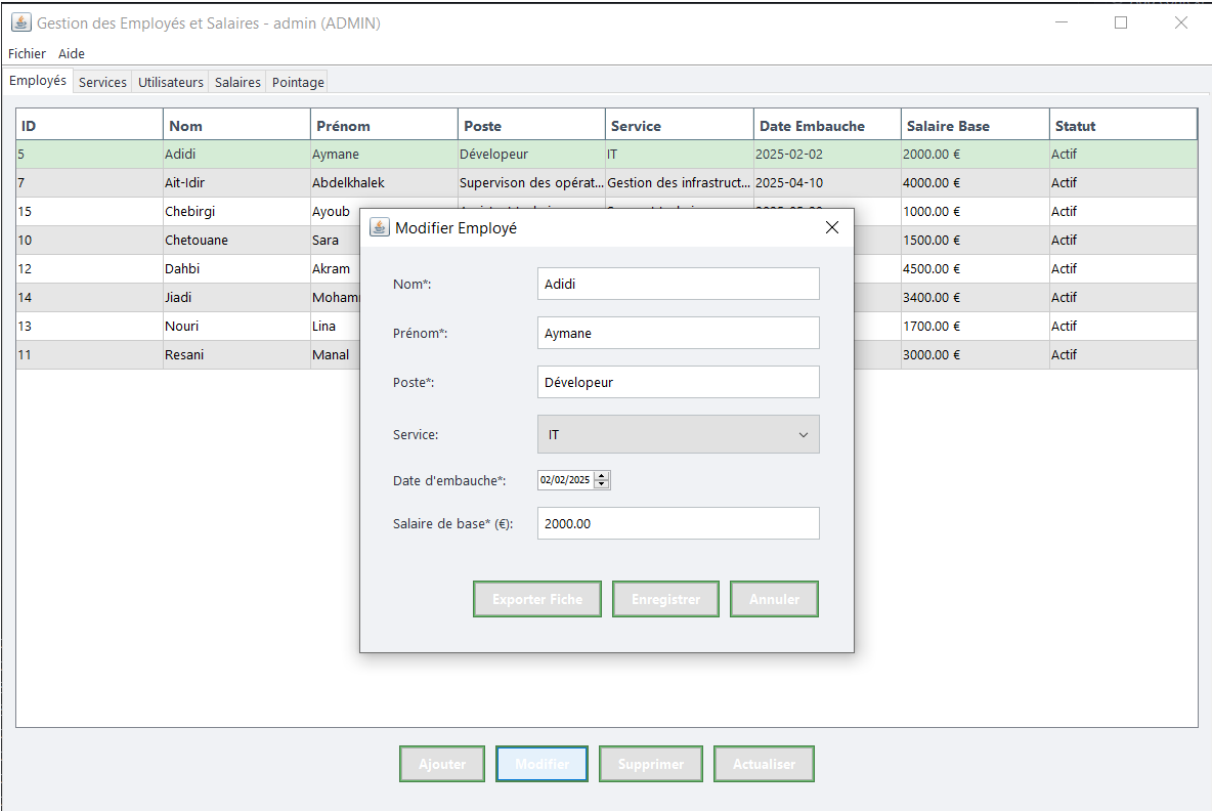 Gestion des Employés et Salaires - admin (ADMIN)
Fichier Aide
Employés Services Utilisateurs Salaires Pointage
ID Nom Prénom Poste Service Date Embauche Salaire Base Statut
5 Adidi Aymane Dévelopeur IT 2025-02-02 2000.00 € Actif
7 Ait-Idir Abdelkhalek Supervison des opérat... Gestion des infrastruct... 2025-04-10 4000.00 € Actif
15 Chebirgi Ayoub 1000.00 € Actif
10 Chetouane Sara 1500.00 € Actif
12 Dahbi Akram 4500.00 € Actif
14 Jiadi Moham 3400.00 € Actif
13 Nouri Lina 1700.00 € Actif
11 Resani Manal 3000.00 € Actif
Modifier Employé
Nom*: Adidi
Prénom*: Aymane
Poste*: Dévelopeur
Service: IT
Date d'embauche*: 02/02/2025
Salaire de base* (€): 2000.00
Exporter Fiche Enregistrer Annuler
Ajouter Modifier Supprimer Actualiser